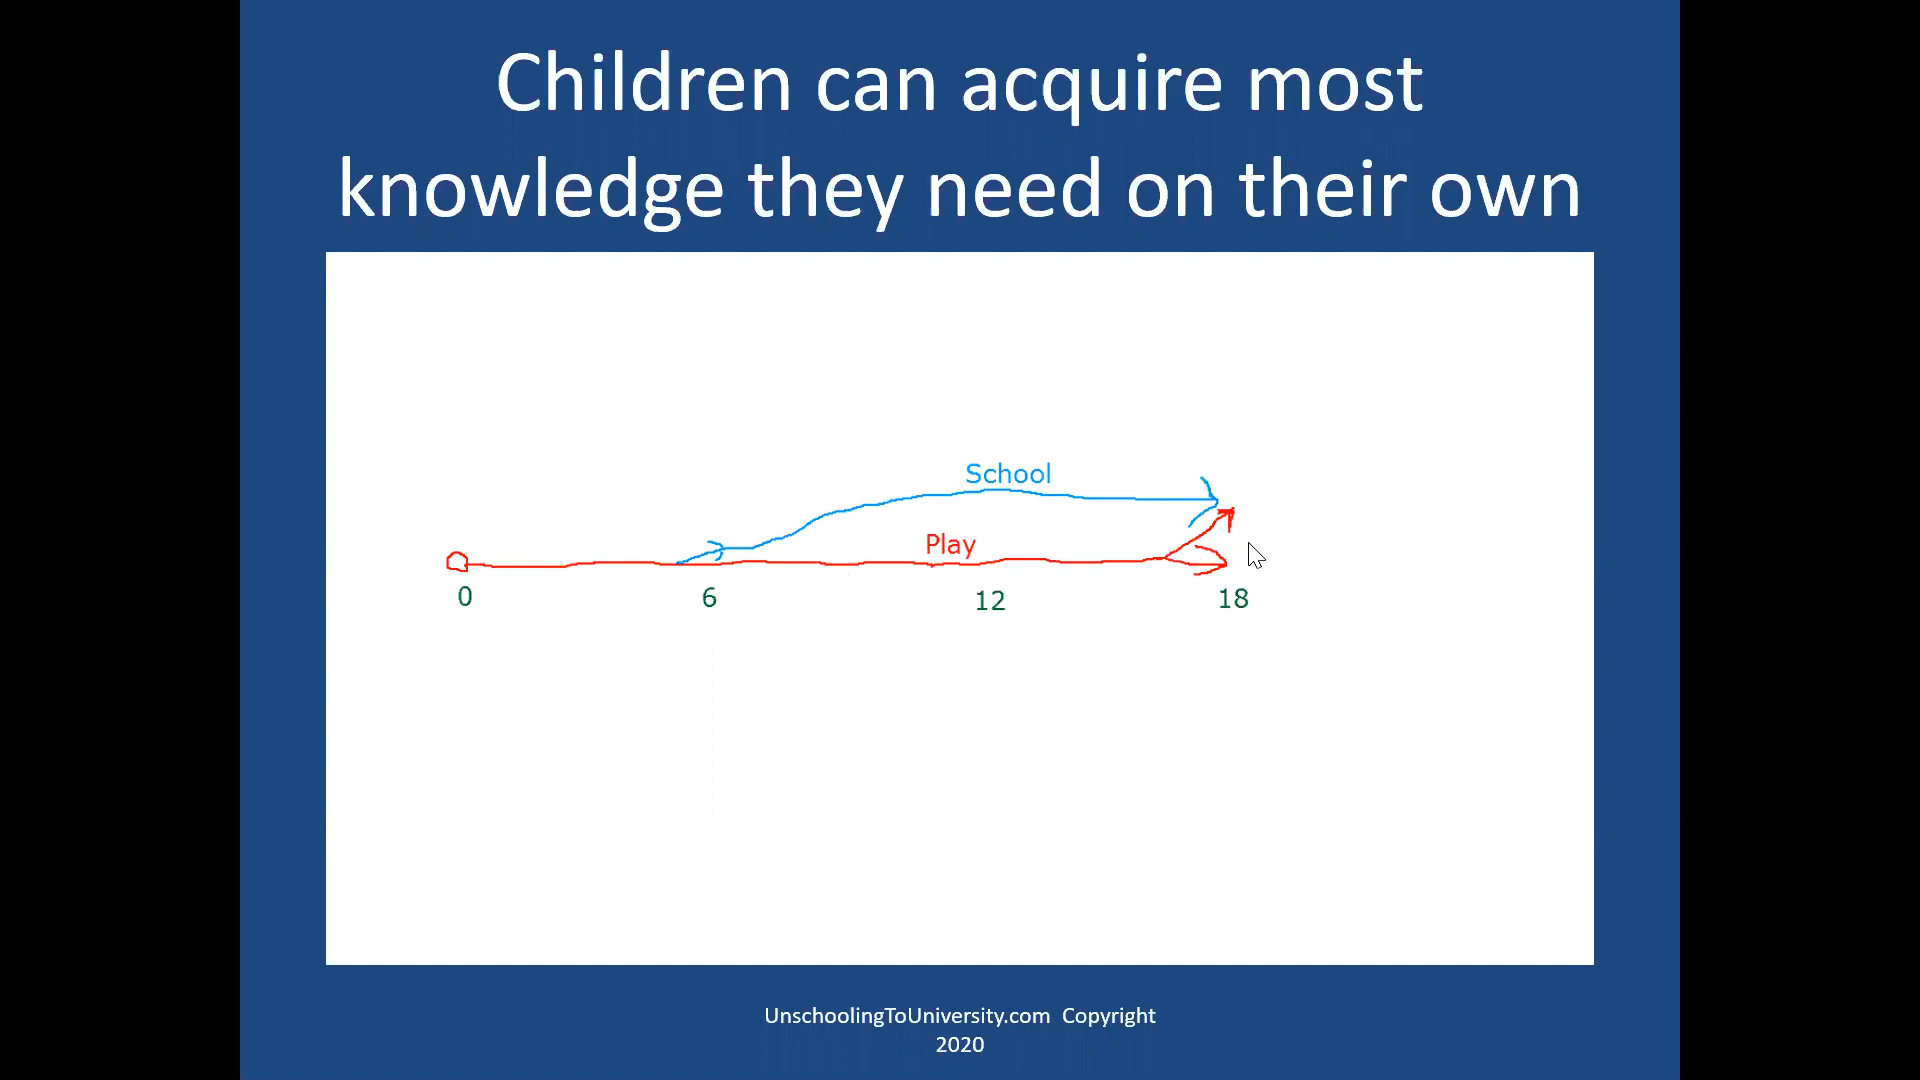 Children can acquire most
knowledge they need on their own
School
Play
0 6 12 18
UnschoolingToUniversity.com Copyright
2020